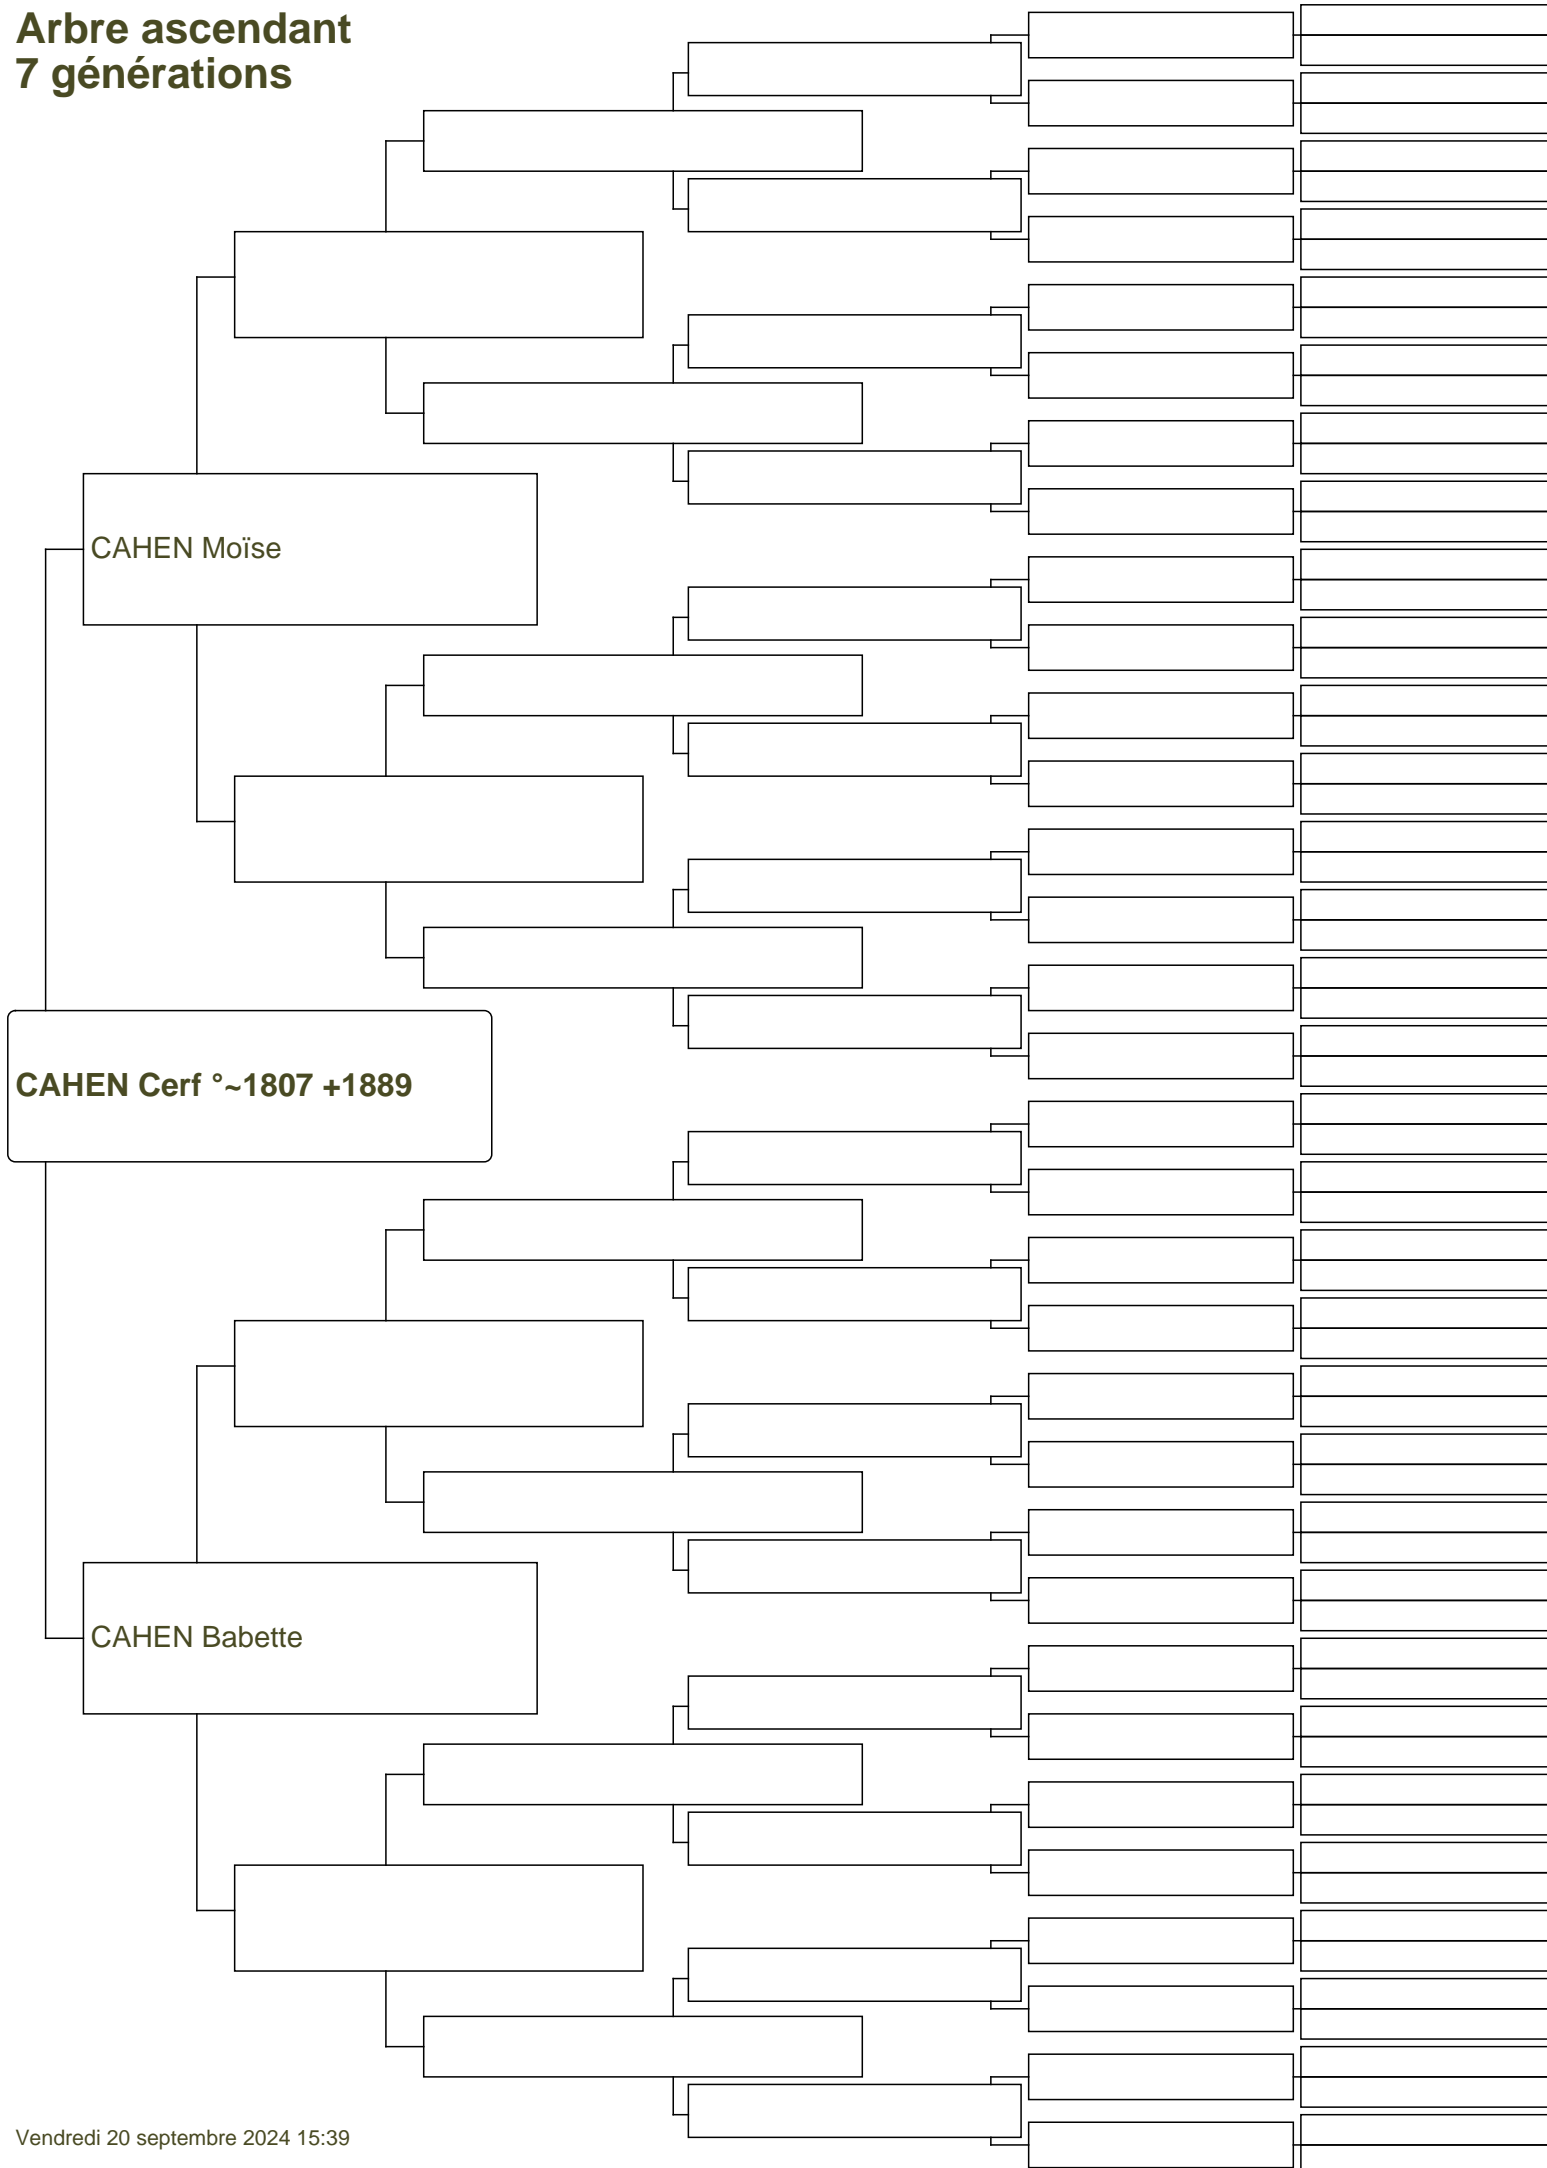 Arbre ascendant
7 générations
CAHEN Moïse
CAHEN Cerf °~1807 +1889
CAHEN Babette
Vendredi 20 septembre 2024 15:39